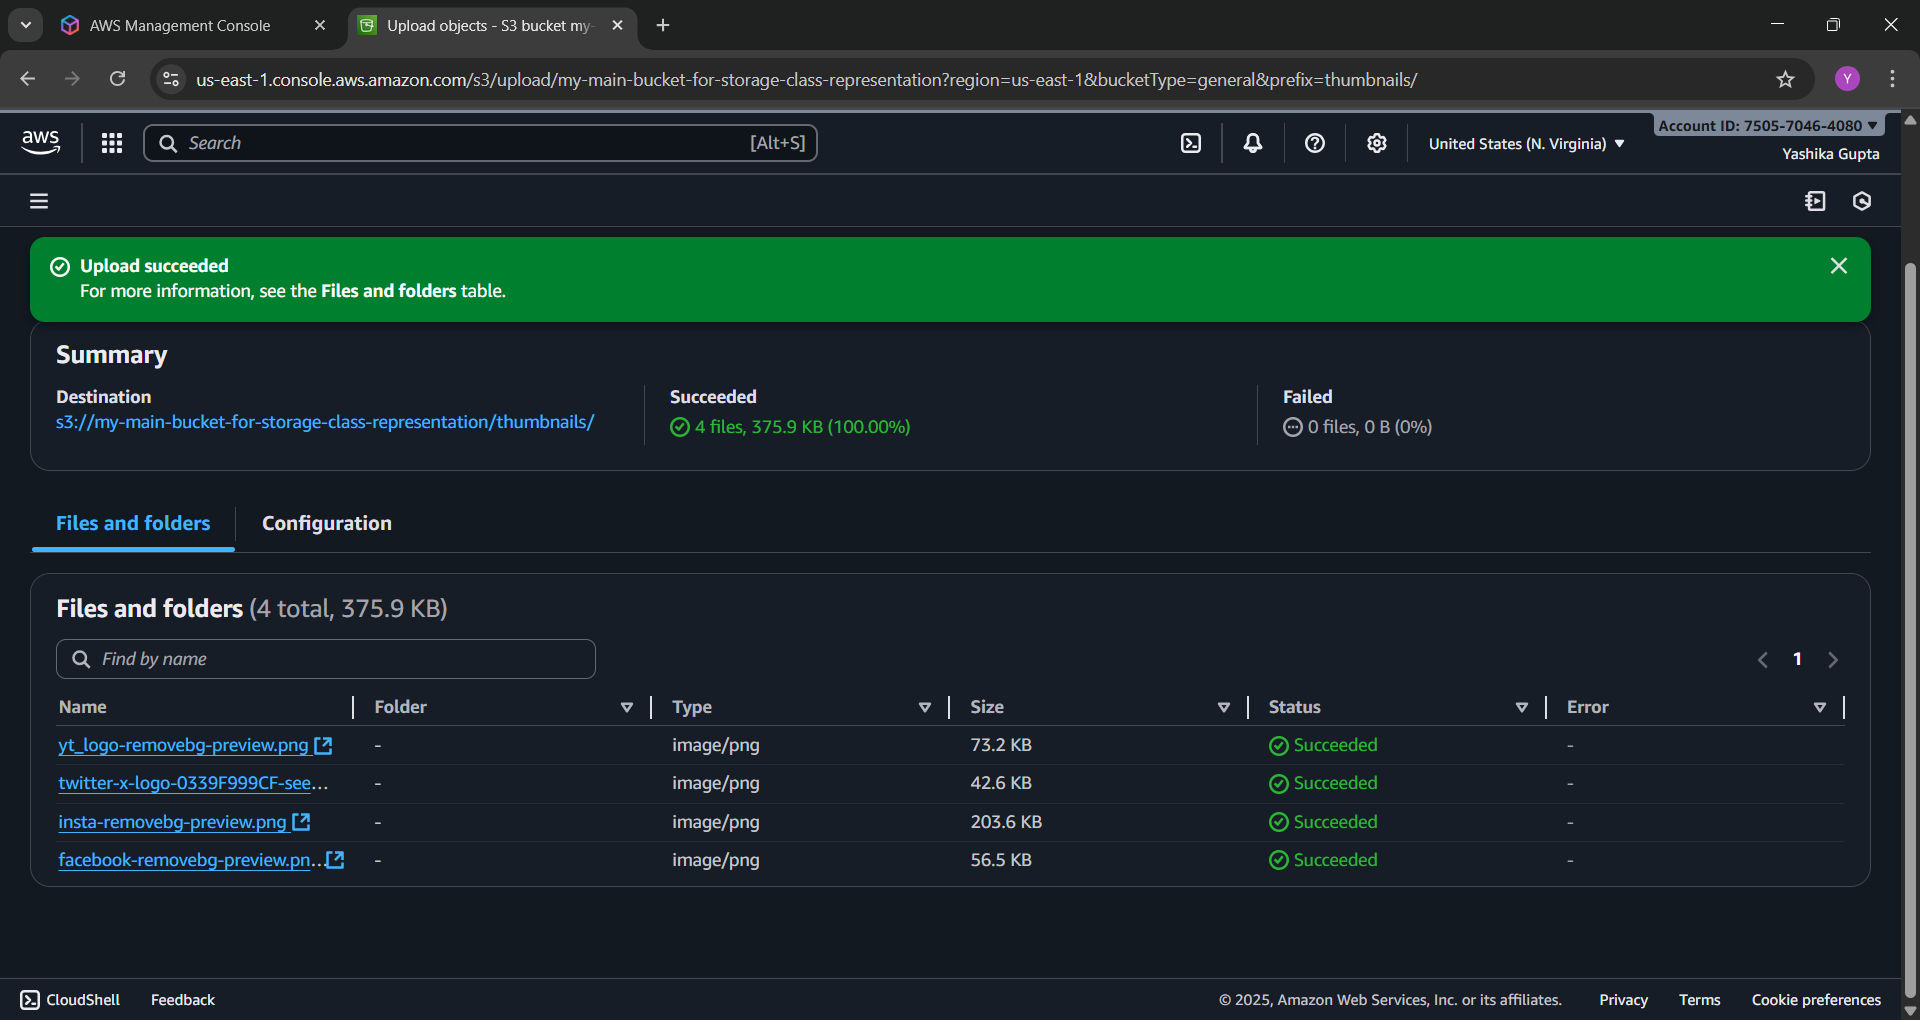 AWS Management Console
Upload objects - S3 bucket my-
us-east-1.console.aws.amazon.com/s3/upload/my-main-bucket-for-storage-class-representation?region=us-east-1&bucketType=general&prefix=thumbnails/
Y
aws
Search
[Alt+S]
United States (N. Virginia)
Account ID: 7505-7046-4080
Yashika Gupta
Upload succeeded
For more information, see the Files and folders table.
Summary
Destination
s3://my-main-bucket-for-storage-class-representation/thumbnails/
Succeeded
4 files, 375.9 KB (100.00%)
Failed
0 files, 0 B (0%)
Files and folders
Configuration
Files and folders (4 total, 375.9 KB)
Find by name
1
Name Folder Type Size Status Error
yt_logo-removebg-preview.png - image/png 73.2 KB Succeeded -
twitter-x-logo-0339F999CF-see... - image/png 42.6 KB Succeeded -
insta-removebg-preview.png - image/png 203.6 KB Succeeded -
facebook-removebg-preview.pn... - image/png 56.5 KB Succeeded -
CloudShell Feedback © 2025, Amazon Web Services, Inc. or its affiliates. Privacy Terms Cookie preferences